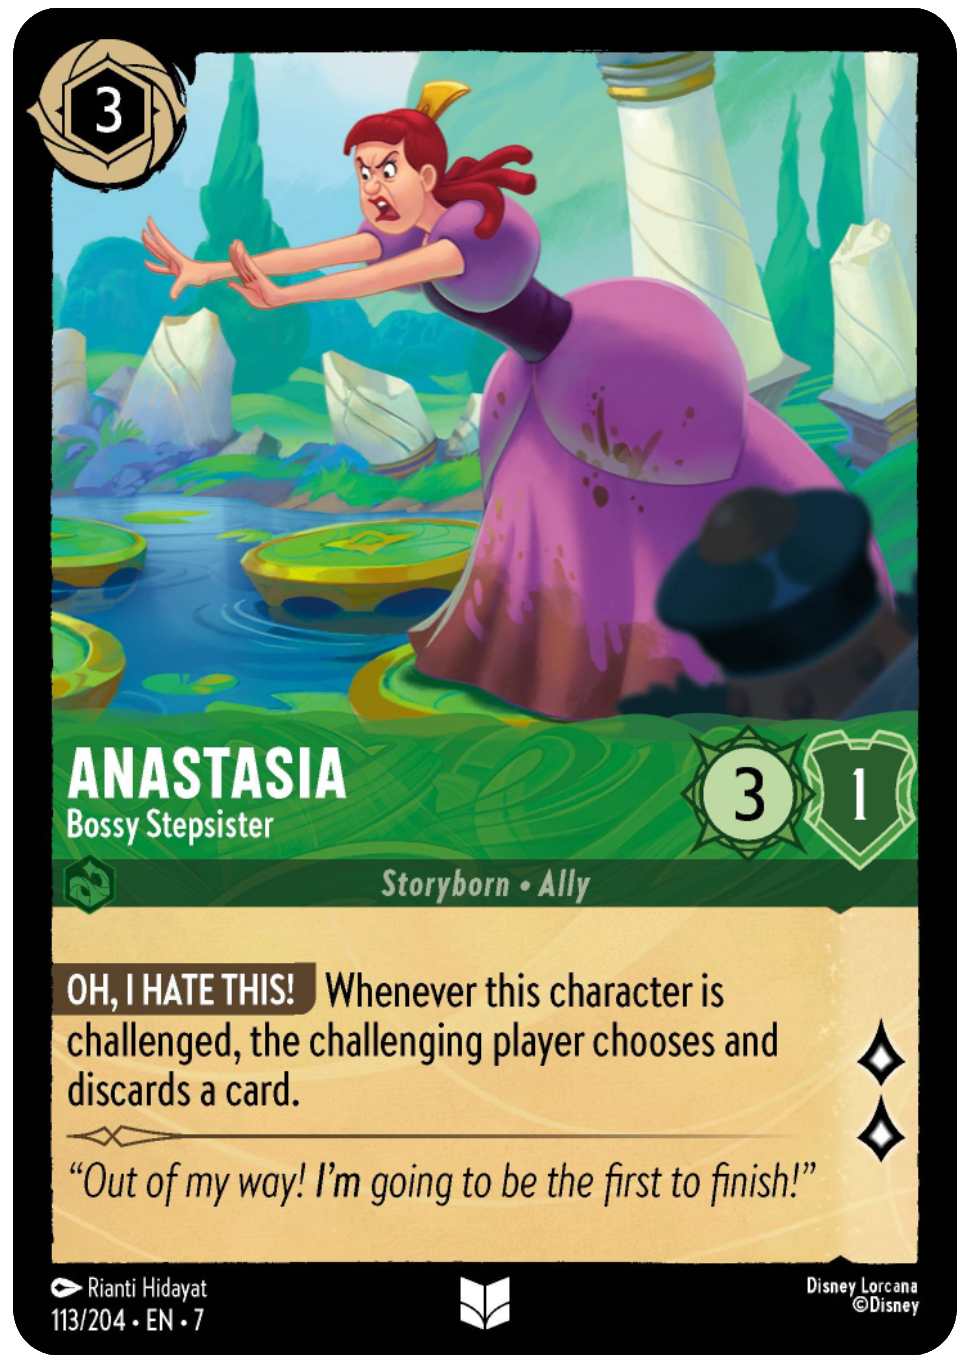 3
ANASTASIA
Bossy Stepsister
3
1
Storyborn • Ally
OH, I HATE THIS! Whenever this character is
challenged, the challenging player chooses and
discards a card.
“Out of my way! I’m going to be the first to finish!”
Rianti Hidayat
113/204 • EN • 7
Disney Lorcana
©Disney